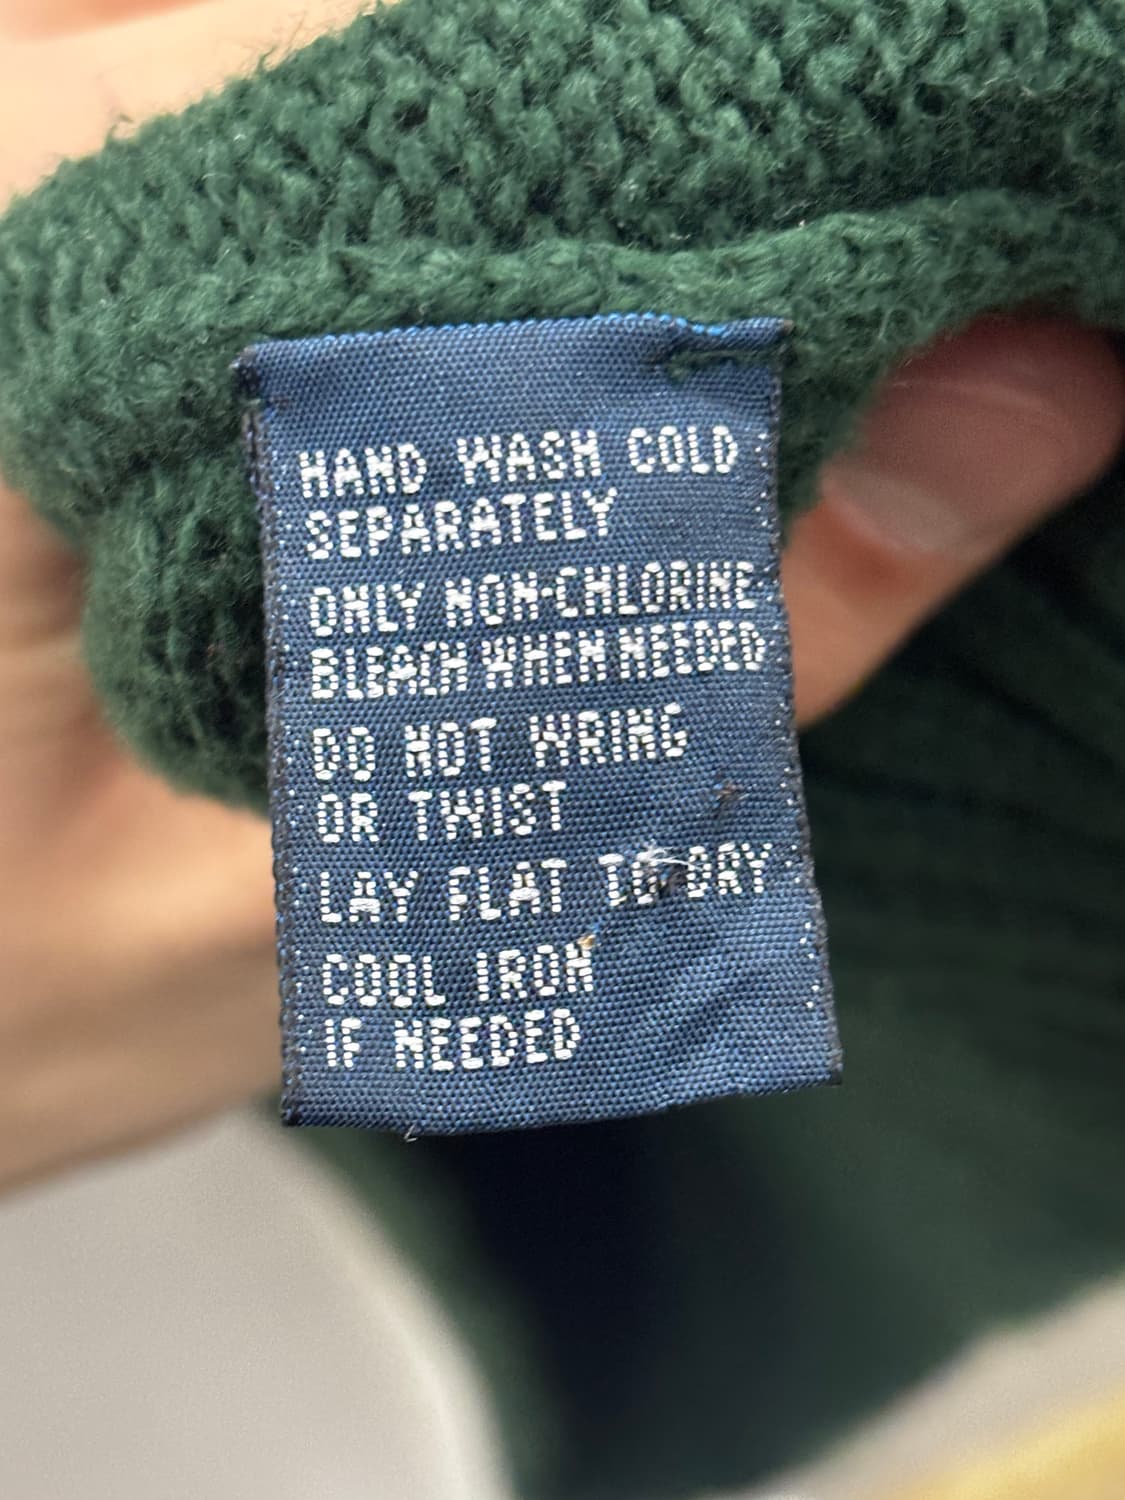 HAND WASH COLD
SEPARATELY
ONLY NON-CHLORINE
BLEACH WHEN NEEDED
DO NOT WRING
OR TWIST
LAY FLAT TO DRY
COOL IRON
IF NEEDED